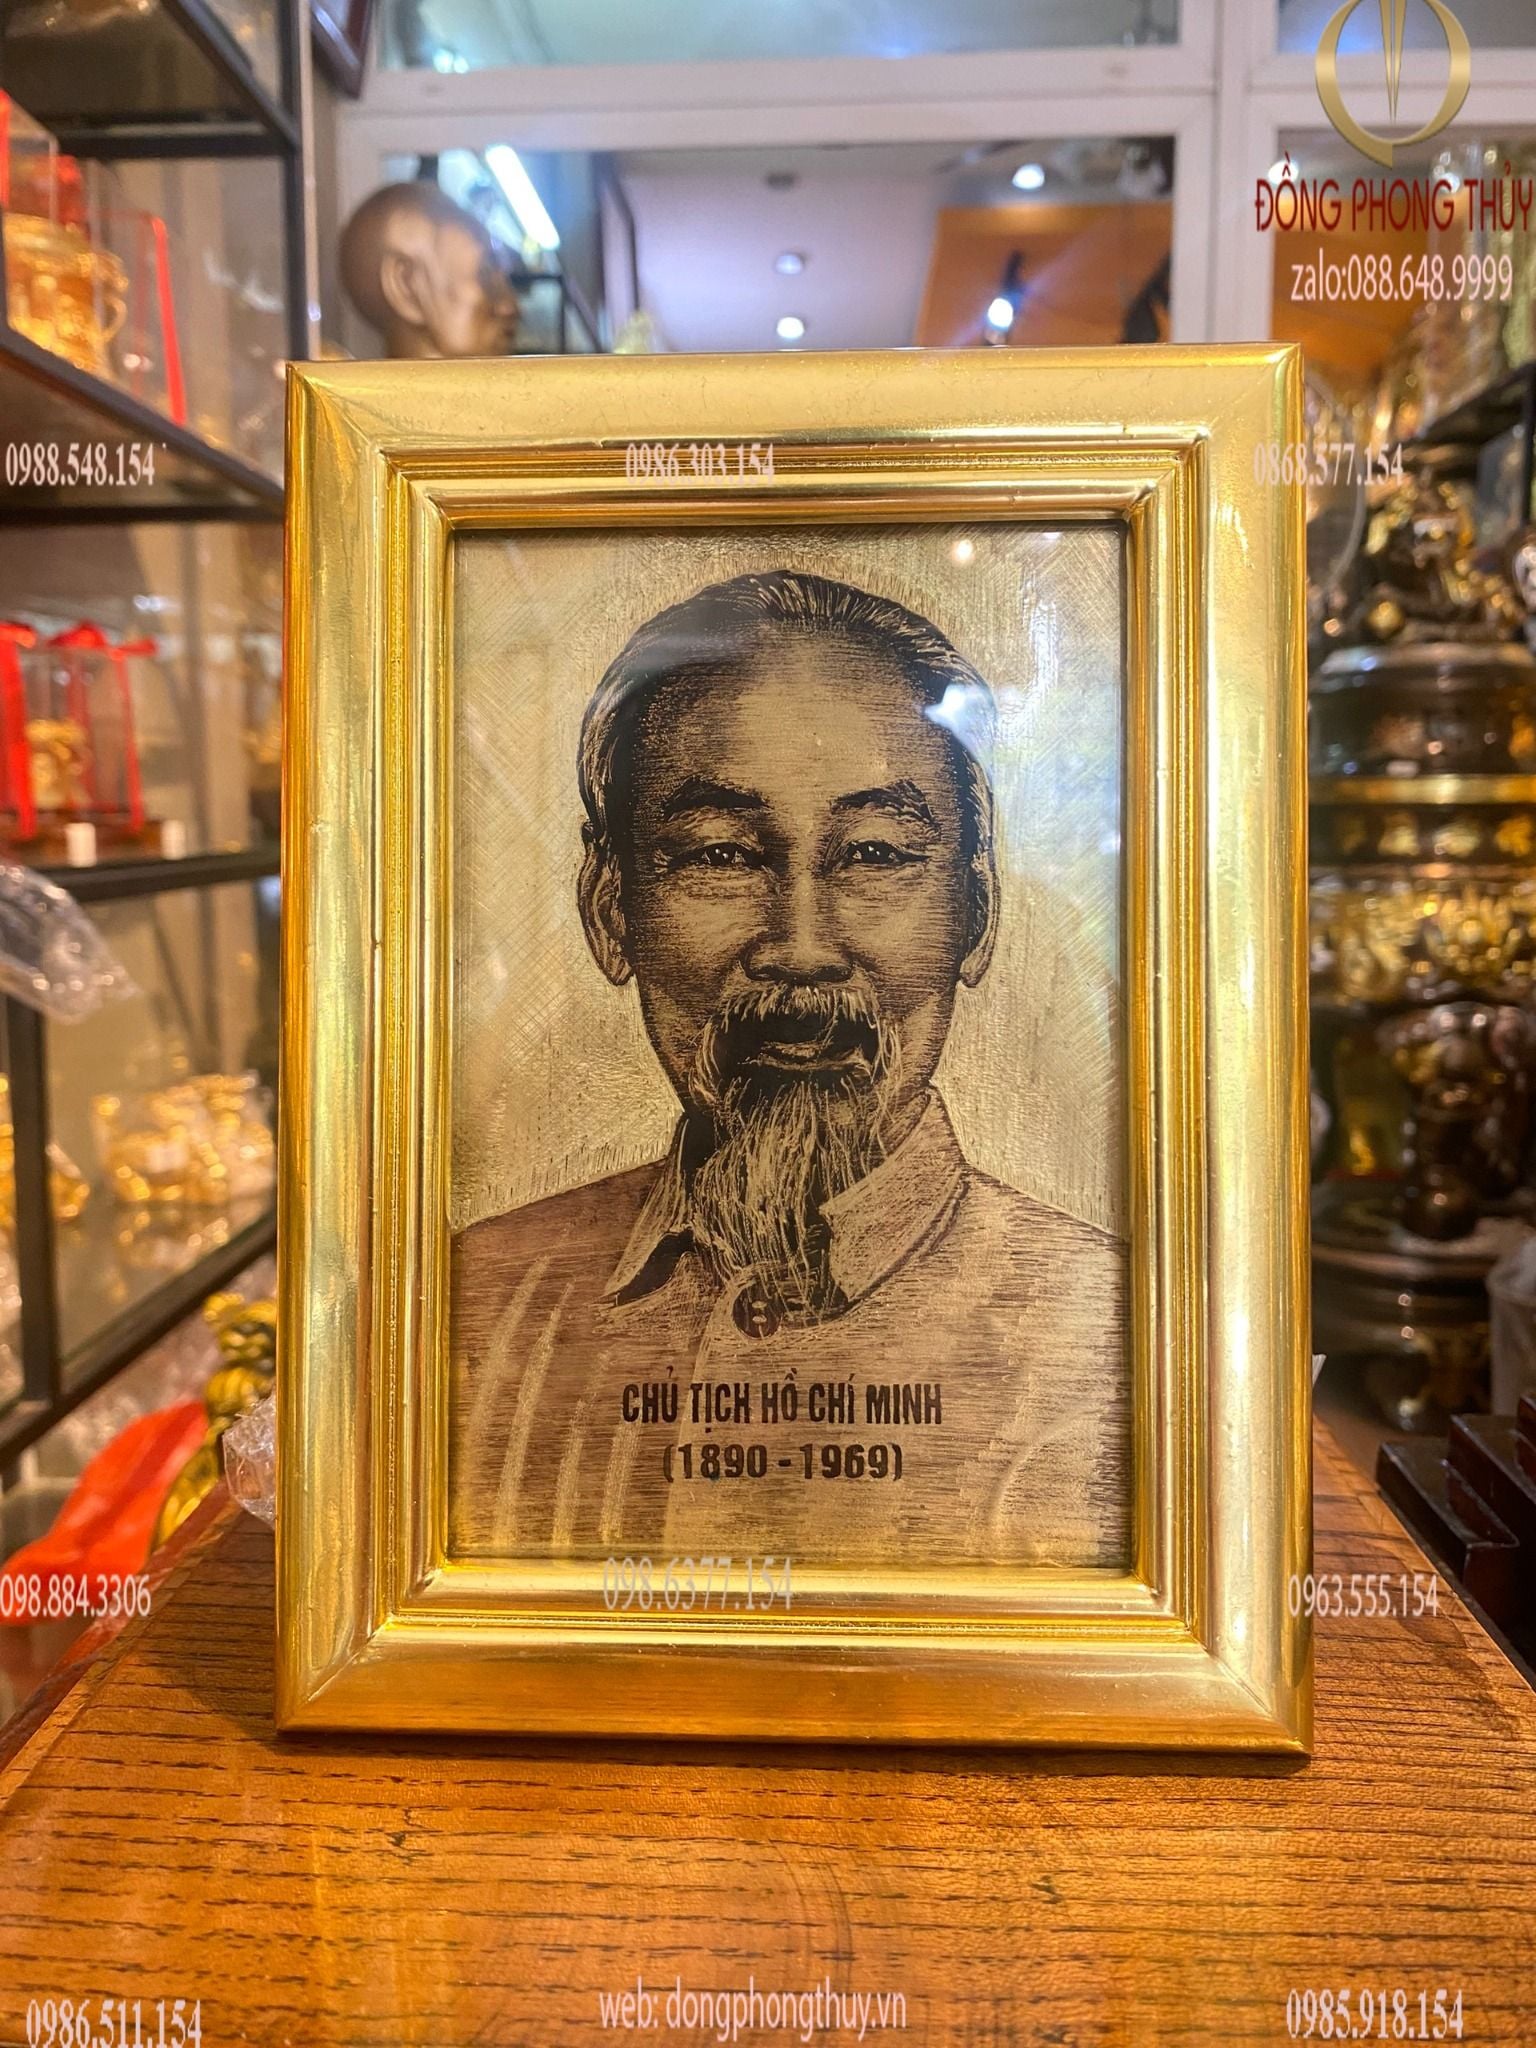 ĐỒNG PHONG THỦY
zalo:088.648.9999
0988.548.154
0986.303.154
0868.577.154
CHỦ TỊCH HỒ CHÍ MINH
(1890 - 1969)
098.884.3306
098.6377.154
0963.555.154
0986.511.154
web: dongphongthuy.vn
0985.918.154